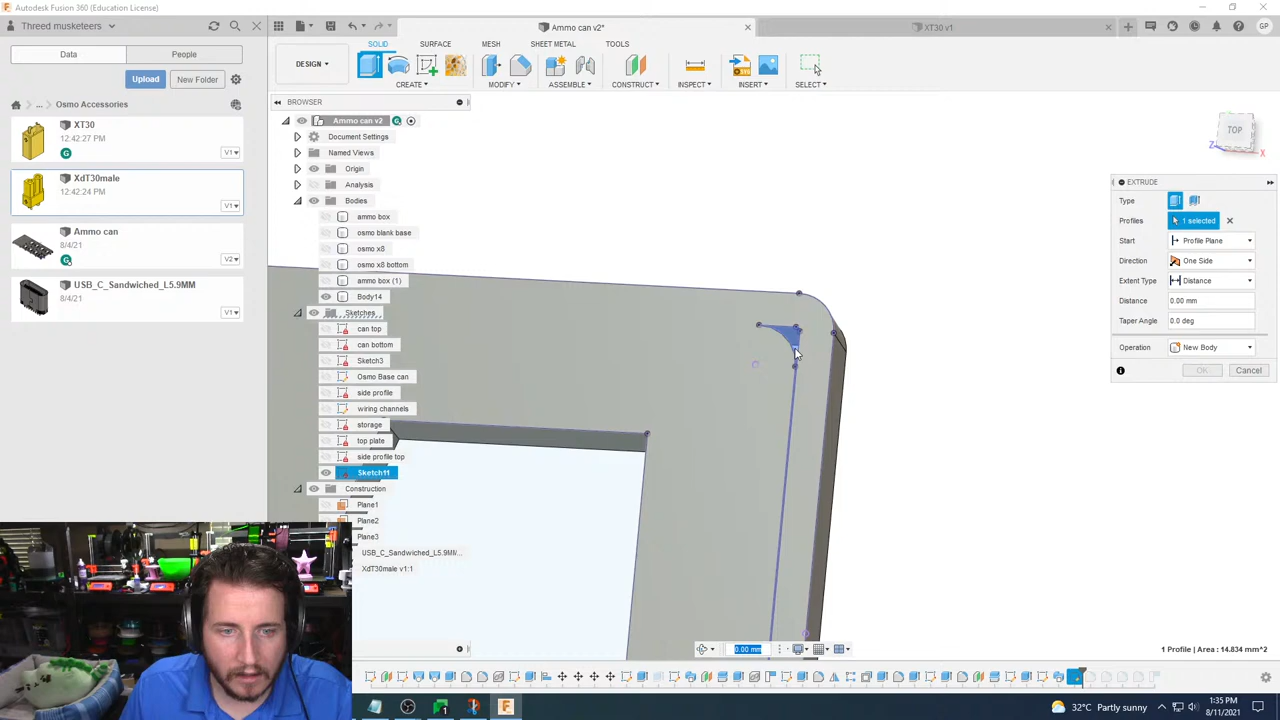 Autodesk Fusion 360 (Education License)
Threed musketeers
Ammo can v2*
XT30 v1
GP
Data
People
Upload
New Folder
... Osmo Accessories
XT30
12:42:27 PM
G
V1
XdT30male
12:42:24 PM
V1
Ammo can
8/4/21
G
V2
USB_C_Sandwiched_L5.9MM
8/4/21
V1
SOLID
SURFACE
MESH
SHEET METAL
TOOLS
DESIGN
CREATE
MODIFY
ASSEMBLE
CONSTRUCT
INSPECT
INSERT
SELECT
BROWSER
Ammo can v2
G
Document Settings
Named Views
Origin
Analysis
Bodies
ammo box
osmo blank base
osmo x8
osmo x8 bottom
ammo box (1)
Body14
Sketches
can top
can bottom
Sketch3
Osmo Base can
side profile
wiring channels
storage
top plate
side profile top
Sketch11
Construction
Plane1
Plane2
Plane3
USB_C_Sandwiched_L5.9MM/...
XdT30male v1:1
TOP
Z
X
EXTRUDE
Type
Profiles
1 selected
Start
Profile Plane
Direction
One Side
Extent Type
Distance
Distance
0.00 mm
Taper Angle
0.0 deg
Operation
New Body
OK
Cancel
0.00 mm
1 Profile | Area : 14.834 mm^2
32°C Partly sunny
1:35 PM
8/11/2021